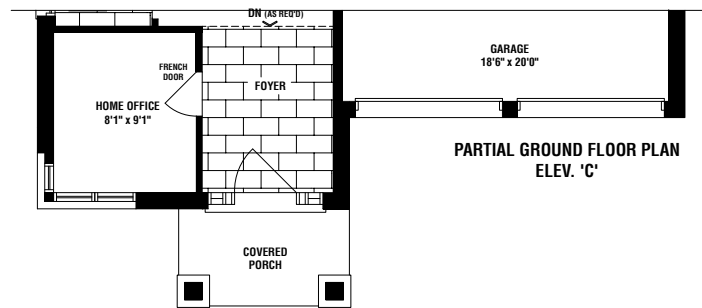 DN (AS REQ'D)
GARAGE
18'6" x 20'0"
FRENCH
DOOR
FOYER
HOME OFFICE
8'1" x 9'1"
PARTIAL GROUND FLOOR PLAN
ELEV. 'C'
COVERED
PORCH